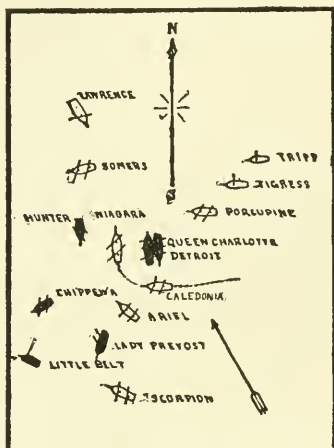 N
LAWRENCE
TRIPP
SOMERS
TIGRESS
PORCUPINE
HUNTER
NIAGARA
QUEEN CHARLOTTE
DETROIT
CALEDONIA
CHIPPEWA
ARIEL
LADY PREVOST
LITTLE BELT
SCORPION